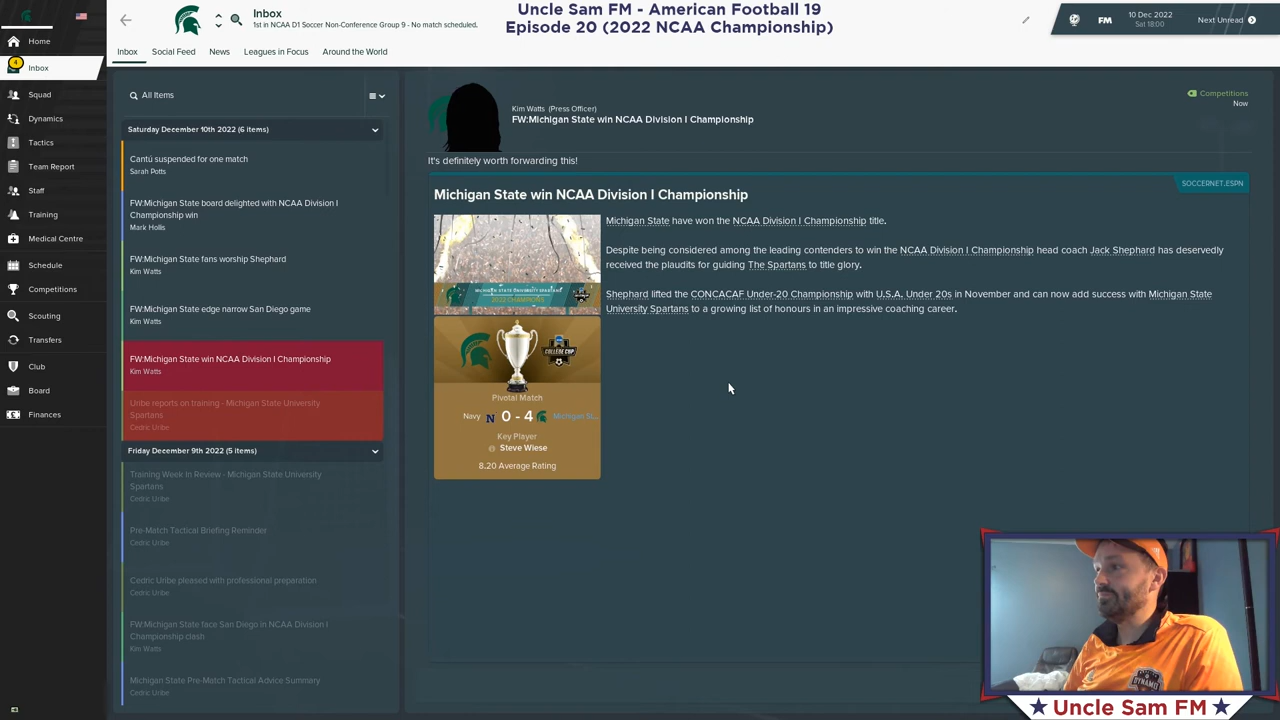 Inbox
1st in NCAA D1 Soccer Non-Conference Group 9 - No match scheduled.
Uncle Sam FM - American Football 19
Episode 20 (2022 NCAA Championship)
FM
10 Dec 2022
Sat 18:00
Next Unread
Inbox
Social Feed
News
Leagues in Focus
Around the World
Home
4
Inbox
Squad
Dynamics
Tactics
Team Report
Staff
Training
Medical Centre
Schedule
Competitions
Scouting
Transfers
Club
Board
Finances
All Items
Saturday December 10th 2022 (6 items)
Cantú suspended for one match
Sarah Potts
FW:Michigan State board delighted with NCAA Division I
Championship win
Mark Hollis
FW:Michigan State fans worship Shephard
Kim Watts
FW:Michigan State edge narrow San Diego game
Kim Watts
FW:Michigan State win NCAA Division I Championship
Kim Watts
Uribe reports on training - Michigan State University
Spartans
Cedric Uribe
Friday December 9th 2022 (5 items)
Training Week in Review - Michigan State University
Spartans
Cedric Uribe
Pre-Match Tactical Briefing Reminder
Cedric Uribe
Cedric Uribe pleased with professional preparation
Cedric Uribe
FW:Michigan State face San Diego in NCAA Division I
Championship clash
Kim Watts
Michigan State Pre-Match Tactical Advice Summary
Cedric Uribe
Kim Watts (Press Officer)
FW:Michigan State win NCAA Division I Championship
Competitions
Now
It's definitely worth forwarding this!
SOCCERNET.ESPN
Michigan State win NCAA Division I Championship
Michigan State have won the NCAA Division I Championship title.
Despite being considered among the leading contenders to win the NCAA Division I Championship head coach Jack Shephard has deservedly
received the plaudits for guiding The Spartans to title glory.
Shephard lifted the CONCACAF Under-20 Championship with U.S.A. Under 20s in November and can now add success with Michigan State
University Spartans to a growing list of honours in an impressive coaching career.
MICHIGAN STATE UNIVERSITY SPARTANS
2022 CHAMPIONS
COLLEGE CUP
Pivotal Match
Navy N 0 - 4 Michigan St...
Key Player
Steve Wiese
8.20 Average Rating
DYNAMO
Uncle Sam FM